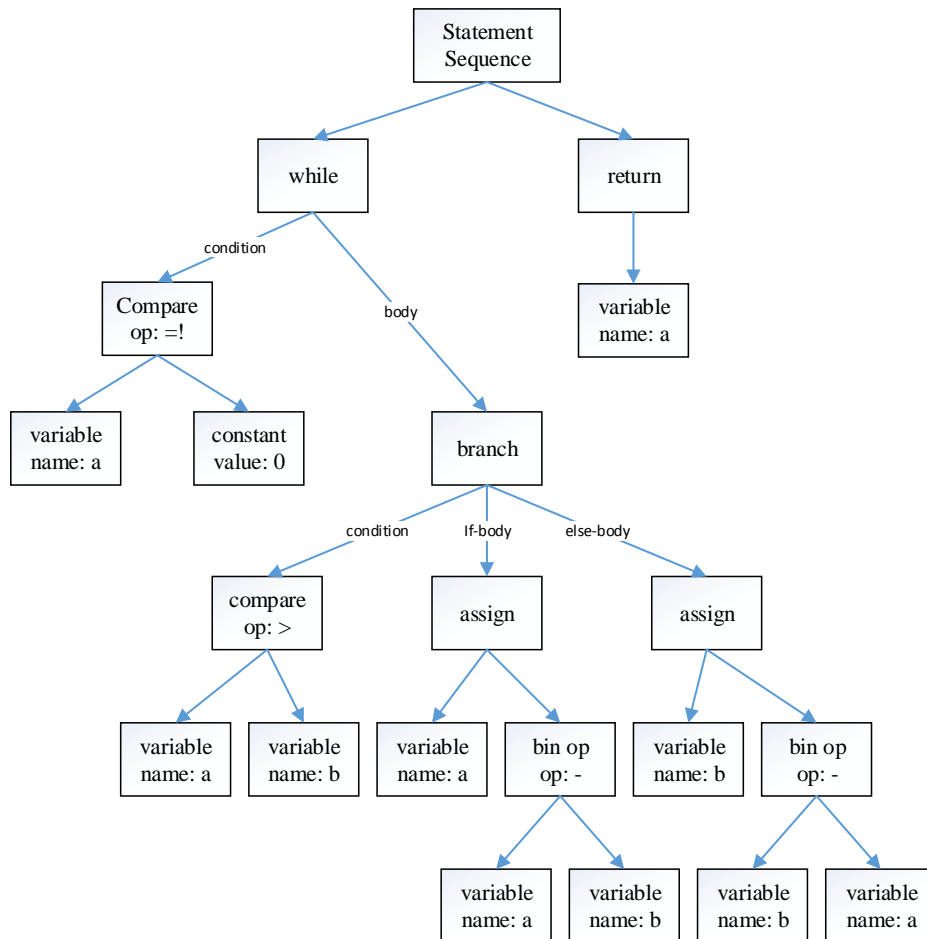 Statement
Sequence
while
return
condition
body
Compare
op: =!
variable
name: a
variable
name: a
constant
value: 0
branch
condition
If-body
else-body
compare
op: >
assign
assign
variable
name: a
variable
name: b
variable
name: a
bin op
op: -
variable
name: b
bin op
op: -
variable
name: a
variable
name: b
variable
name: b
variable
name: a